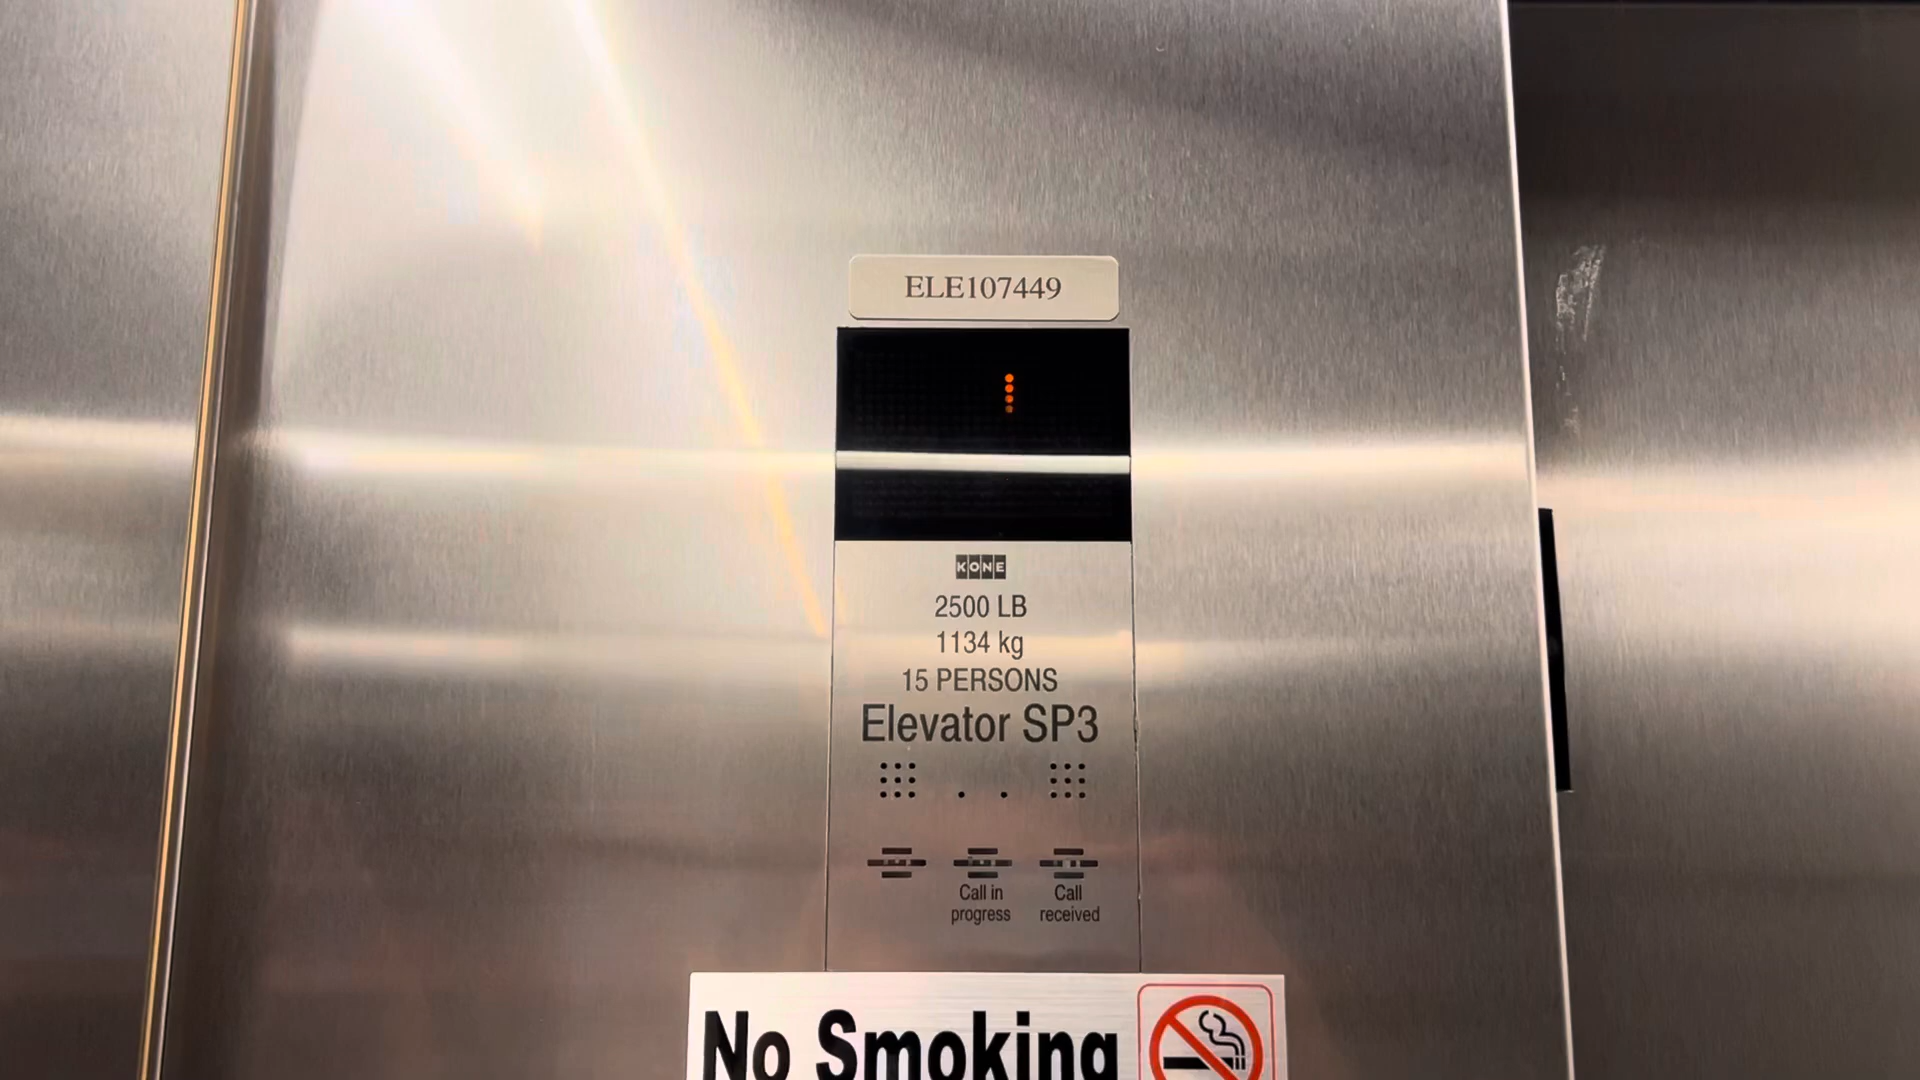 ELE107449
KONE
2500 LB
1134 kg
15 PERSONS
Elevator SP3
Call in
progress
Call
received
No Smoking